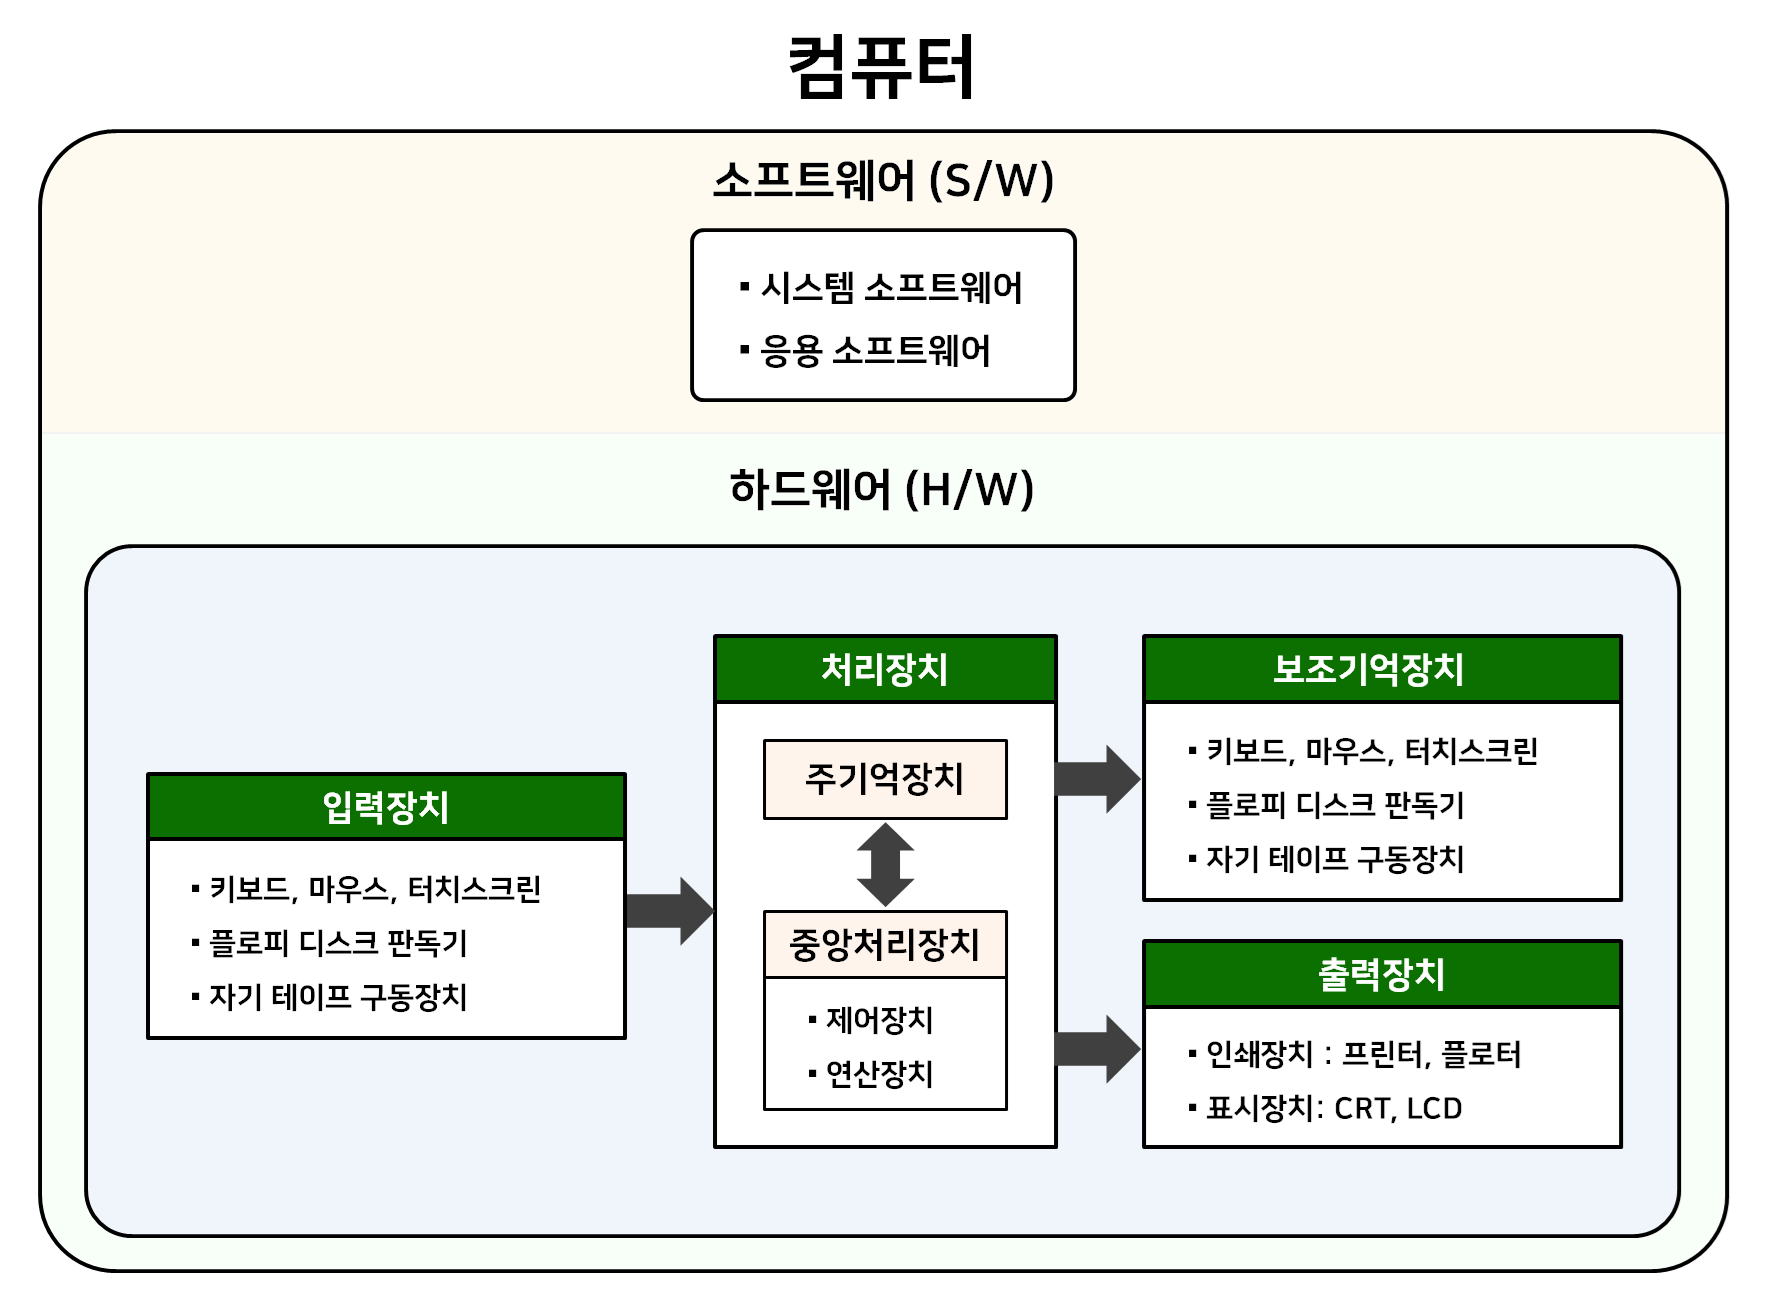 컴퓨터
소프트웨어 (S/W)
▪ 시스템 소프트웨어
▪ 응용 소프트웨어
하드웨어 (H/W)
입력장치
▪ 키보드, 마우스, 터치스크린
▪ 플로피 디스크 판독기
▪ 자기 테이프 구동장치
처리장치
주기억장치
중앙처리장치
▪ 제어장치
▪ 연산장치
보조기억장치
▪ 키보드, 마우스, 터치스크린
▪ 플로피 디스크 판독기
▪ 자기 테이프 구동장치
출력장치
▪ 인쇄장치 : 프린터, 플로터
▪ 표시장치: CRT, LCD